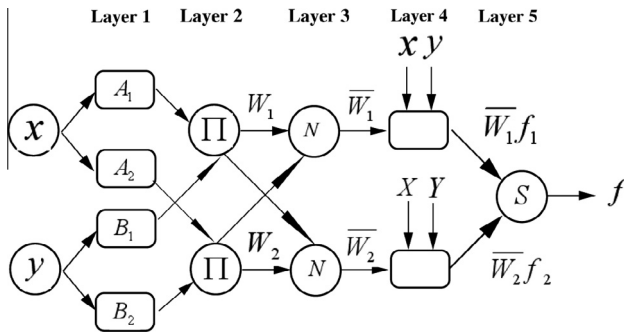 Layer 1 Layer 2 Layer 3 Layer 4 Layer 5
x y
A₁ W₁ W̅₁
x Π N W̅₁f₁
A₂ X Y S f
B₁ W₂ W̅₂ W̅₂f₂
y Π N
B₂